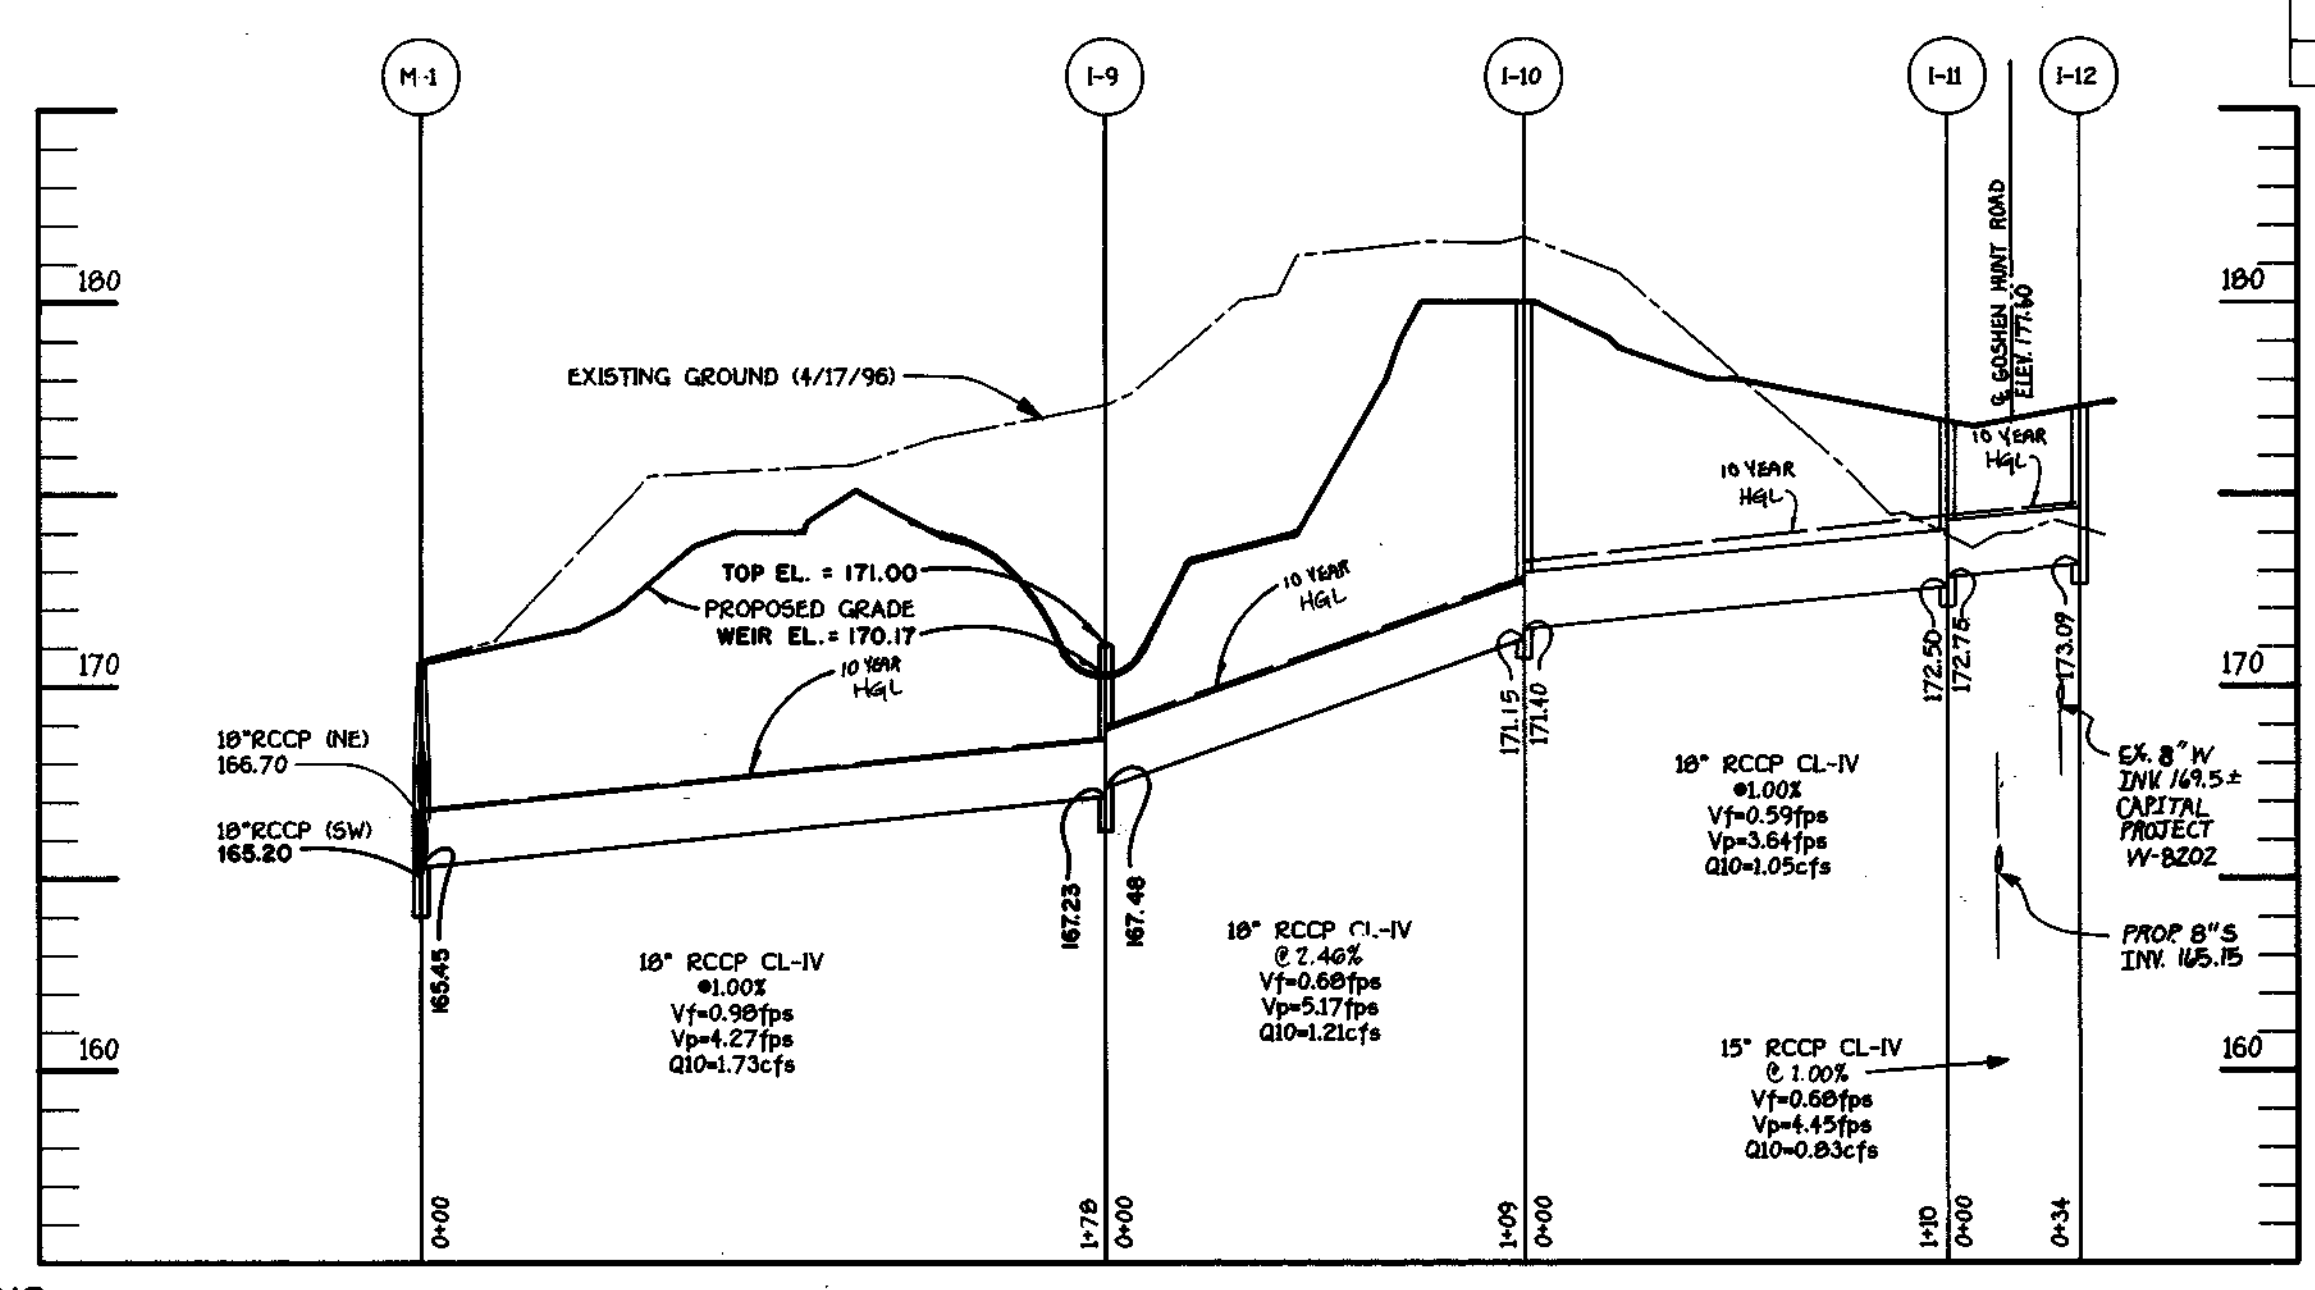 M-1
I-9
I-10
I-11
I-12
180
180
℄ GOSHEN HUNT ROAD
ELEV. 177.60
EXISTING GROUND (4/17/96)
10 YEAR
HGL
10 YEAR
HGL
TOP EL. = 171.00
PROPOSED GRADE
WEIR EL. = 170.17
10 YEAR
HGL
10 YEAR
HGL
170
170
18"RCCP (NE)
166.70
18"RCCP (SW)
165.20
165.45
167.23
167.48
171.15
171.40
172.50
172.75
173.09
EX. 8" W
INV. 169.5±
CAPITAL
PROJECT
W-8202
PROP. 8"S
INV. 165.15
18" RCCP CL-IV
@1.00%
Vf=0.98fps
Vp=4.27fps
Q10=1.73cfs
18" RCCP CL-IV
@ 2.46%
Vf=0.68fps
Vp=5.17fps
Q10=1.21cfs
18" RCCP CL-IV
@1.00%
Vf=0.59fps
Vp=3.64fps
Q10=1.05cfs
15" RCCP CL-IV
@ 1.00%
Vf=0.68fps
Vp=4.45fps
Q10=0.83cfs
160
160
0+00
1+78
0+00
1+09
0+00
1+10
0+00
0+34